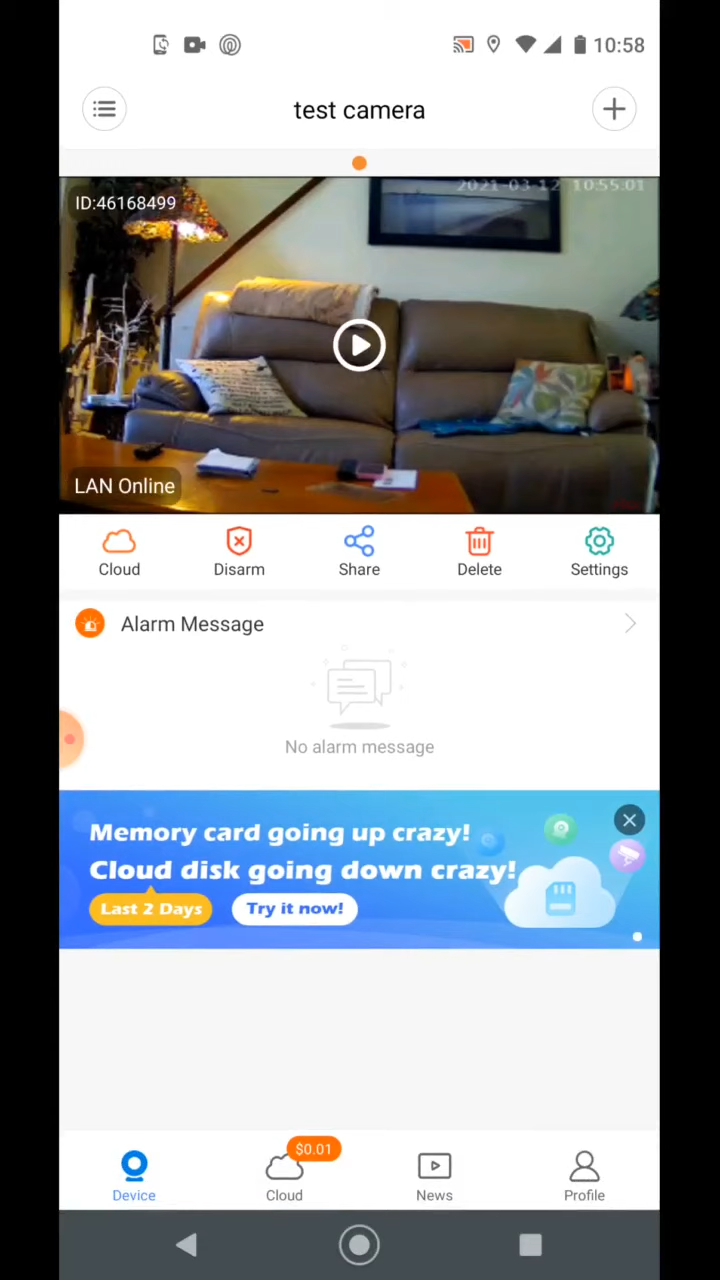 10:58
test camera
2021-03-12 10:55:01
ID:46168499
LAN Online
Cloud
Disarm
Share
Delete
Settings
Alarm Message
No alarm message
Memory card going up crazy!
Cloud disk going down crazy!
Last 2 Days
Try it now!
$0.01
Device
Cloud
News
Profile